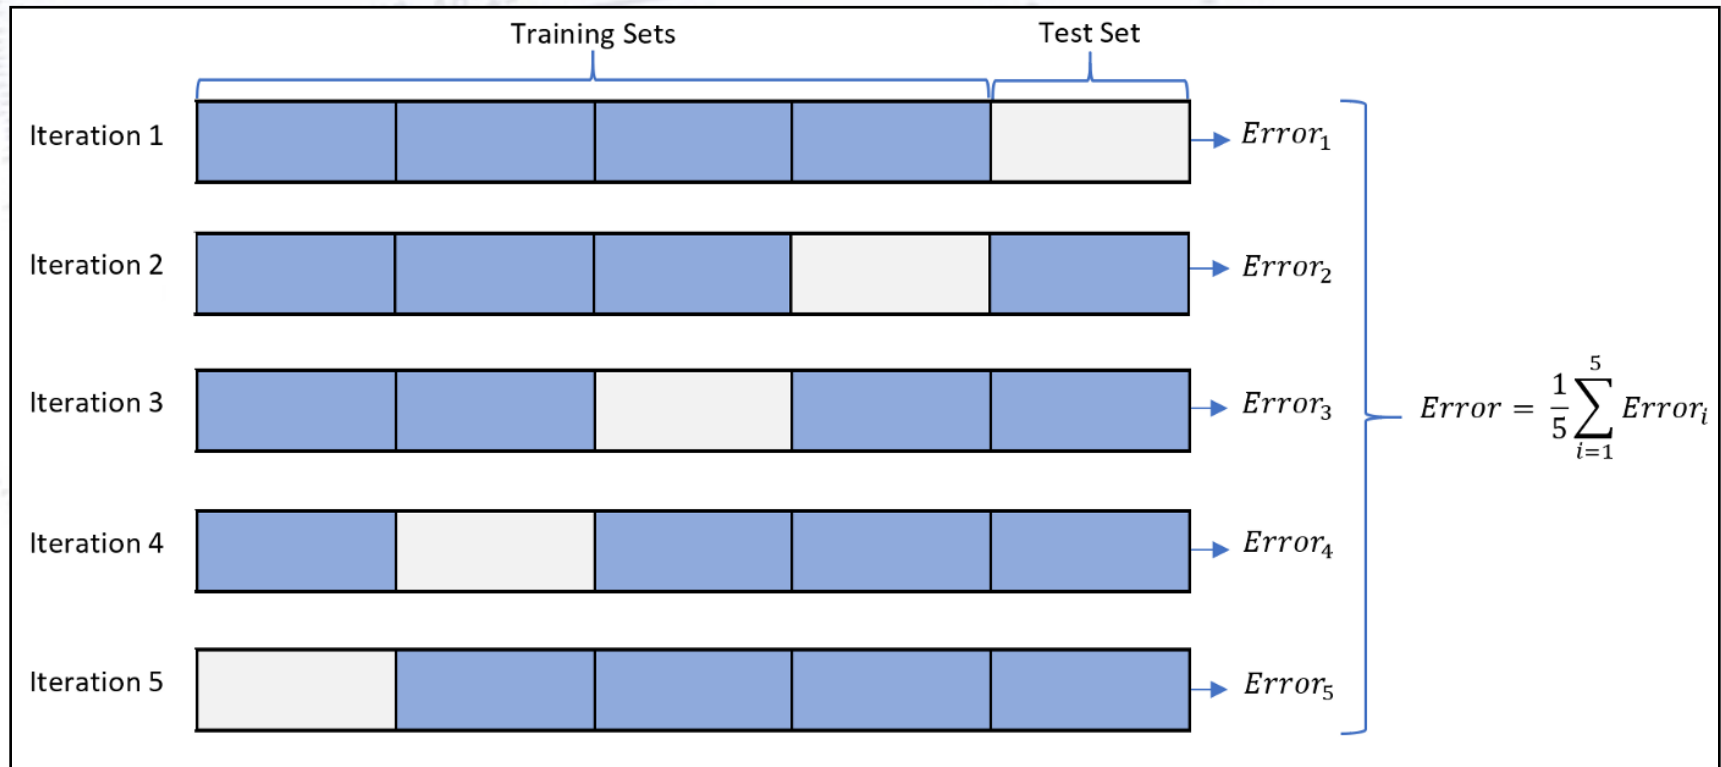 Training Sets
Test Set
Iteration 1
Error₁
Iteration 2
Error₂
Iteration 3
Error₃
Error = 1/5 ∑_{i=1}^{5} Errorᵢ
Iteration 4
Error₄
Iteration 5
Error₅